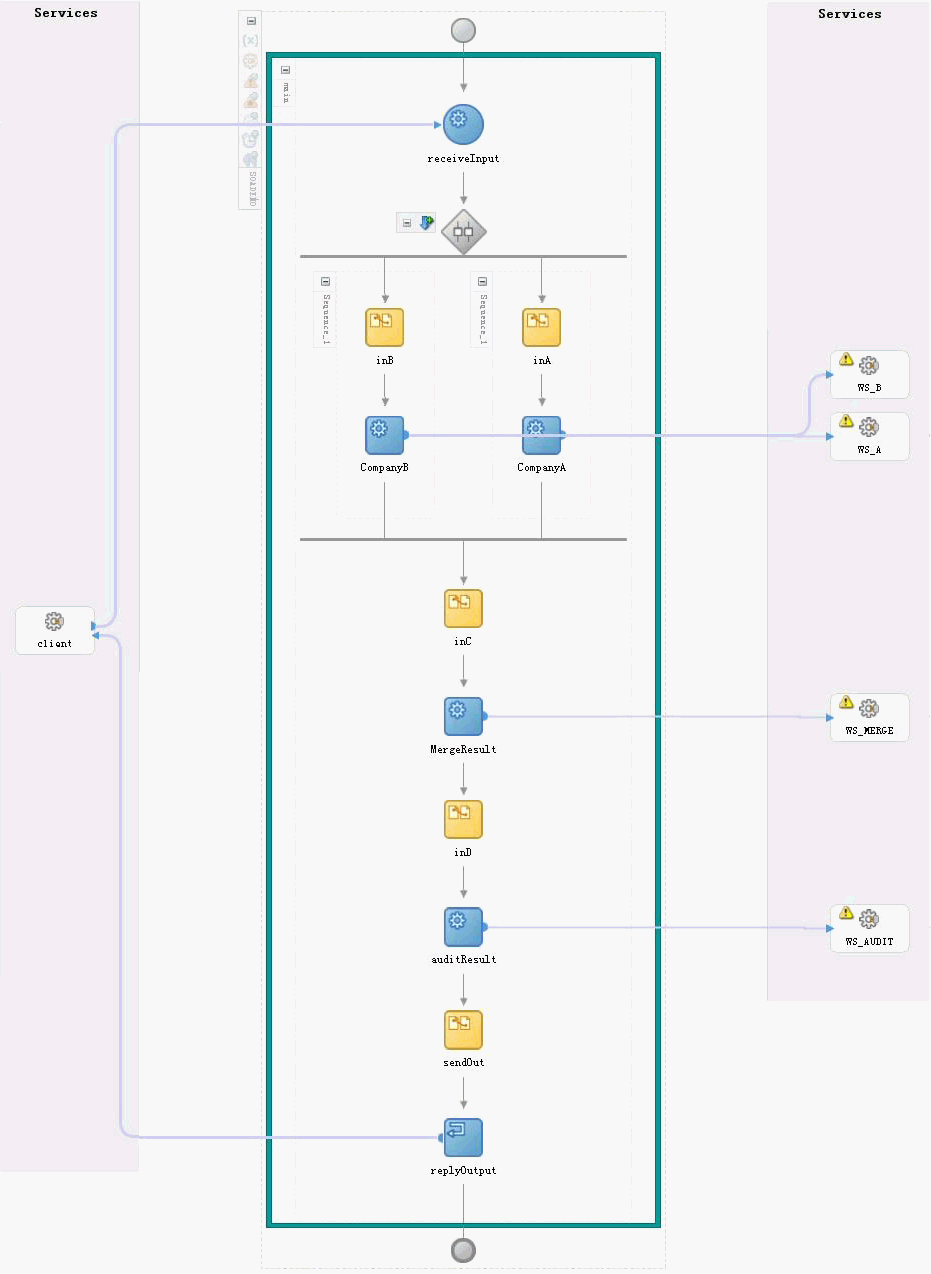 Services
Services
main
receiveInput
Sequence_1
Sequence_1
inB
inA
WS_B
WS_A
CompanyB
CompanyA
client
inC
WS_MERGE
MergeResult
inD
WS_AUDIT
auditResult
sendOut
replyOutput